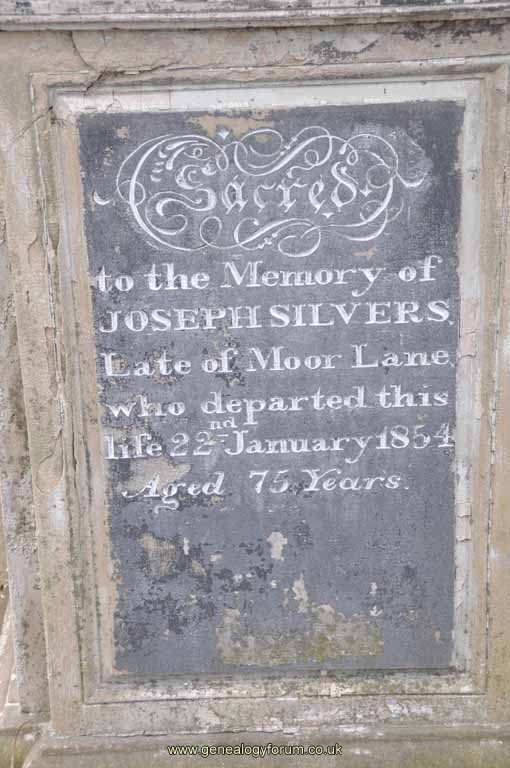 Sacred
to the Memory of
JOSEPH SILVERS,
Late of Moor Lane,
who departed this
life 22nd January 1854
Aged 75 Years.
www.genealogyforum.co.uk